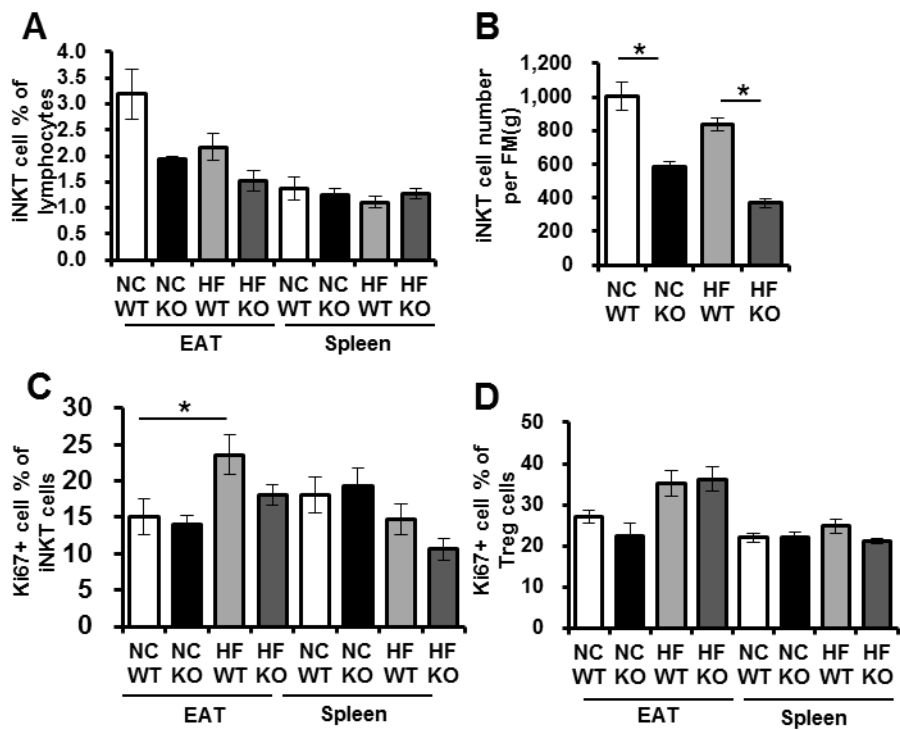 A
iNKT cell % of
lymphocytes
4.0
3.5
3.0
2.5
2.0
1.5
1.0
0.5
0.0
NC NC HF HF NC NC HF HF
WT KO WT KO WT KO WT KO
EAT Spleen
B
iNKT cell number
per FM(g)
1,200
1,000
800
600
400
200
0
* *
NC NC HF HF
WT KO WT KO
C
Ki67+ cell % of
iNKT cells
30
25
20
15
10
5
0
*
NC NC HF HF NC NC HF HF
WT KO WT KO WT KO WT KO
EAT Spleen
D
Ki67+ cell % of
Treg cells
50
40
30
20
10
0
NC NC HF HF NC NC HF HF
WT KO WT KO WT KO WT KO
EAT Spleen